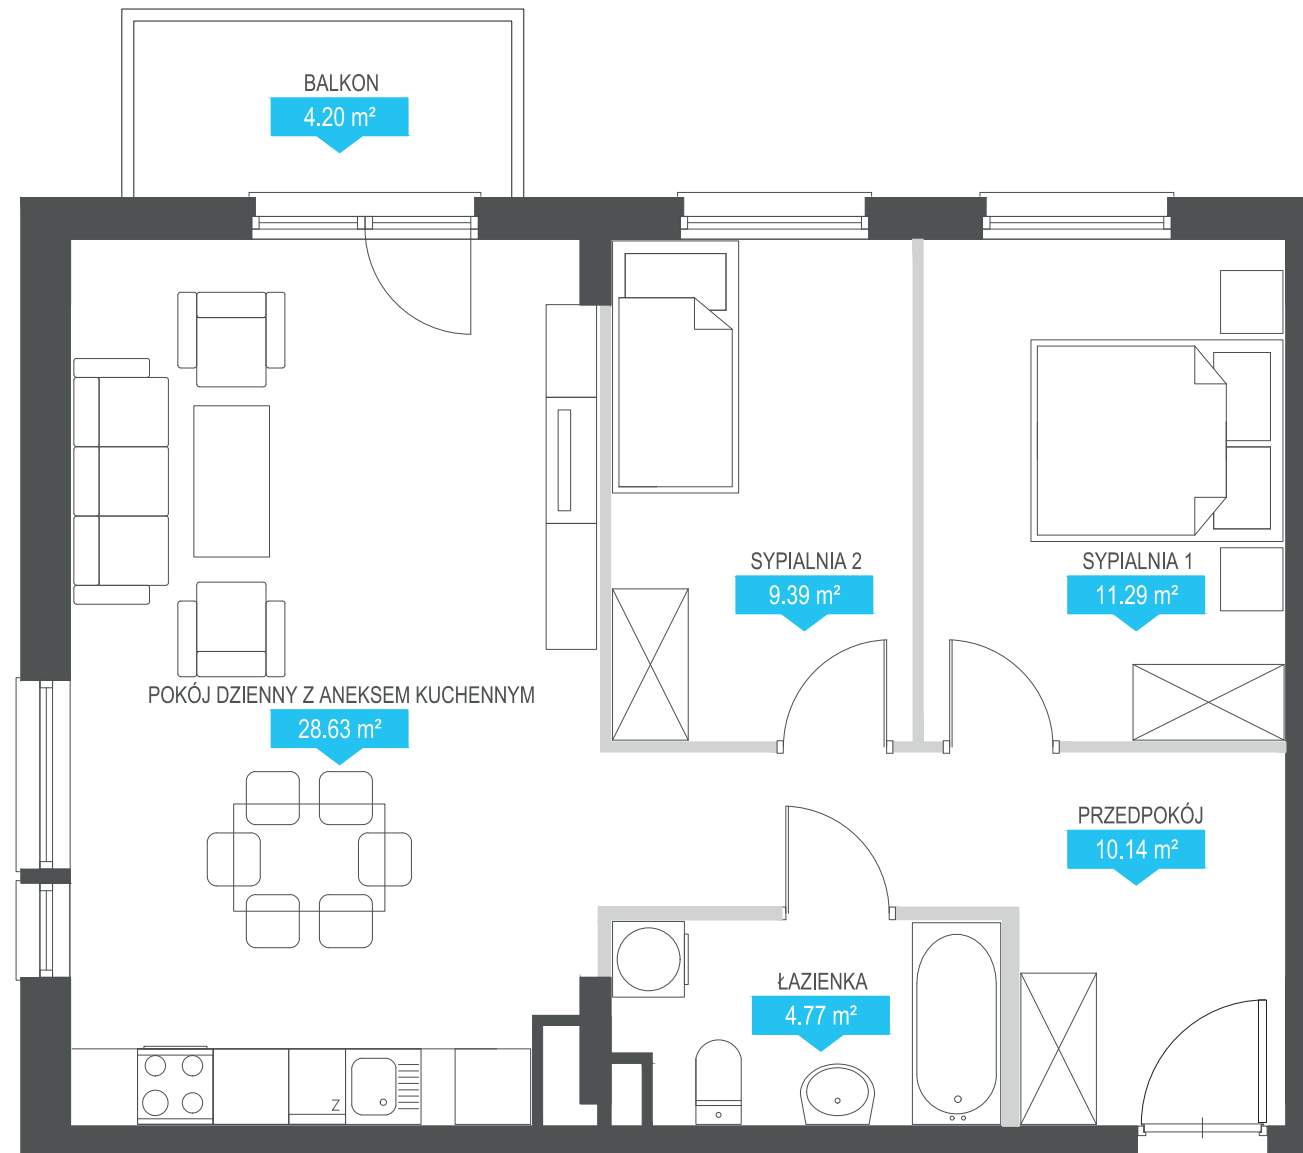 BALKON
4.20 m²
SYPIALNIA 2
9.39 m²
SYPIALNIA 1
11.29 m²
POKÓJ DZIENNY Z ANEKSEM KUCHENNYM
28.63 m²
PRZEDPOKÓJ
10.14 m²
ŁAZIENKA
4.77 m²
Z